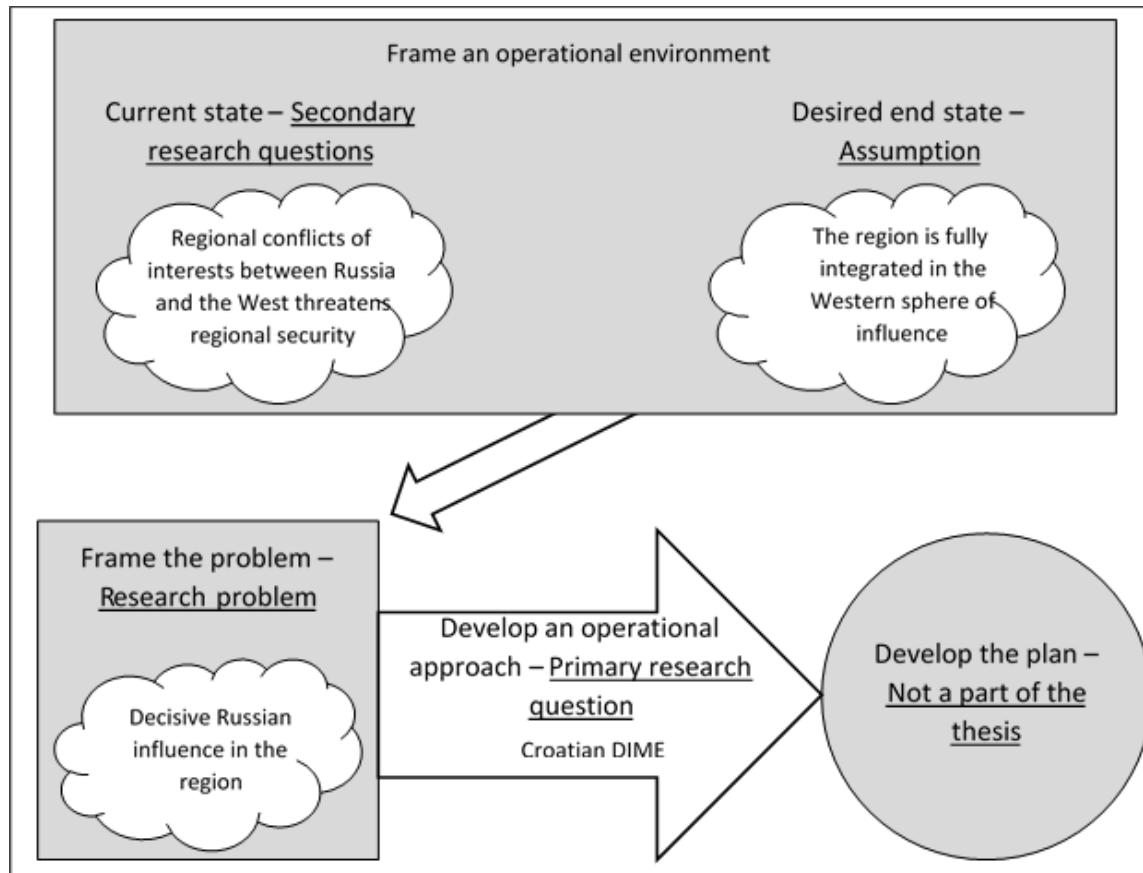 Frame an operational environment
Current state – Secondary
research questions
Desired end state –
Assumption
Regional conflicts of
interests between Russia
and the West threatens
regional security
The region is fully
integrated in the
Western sphere of
influence
Frame the problem –
Research problem
Decisive Russian
influence in the
region
Develop an operational
approach – Primary research
question
Croatian DIME
Develop the plan –
Not a part of the
thesis